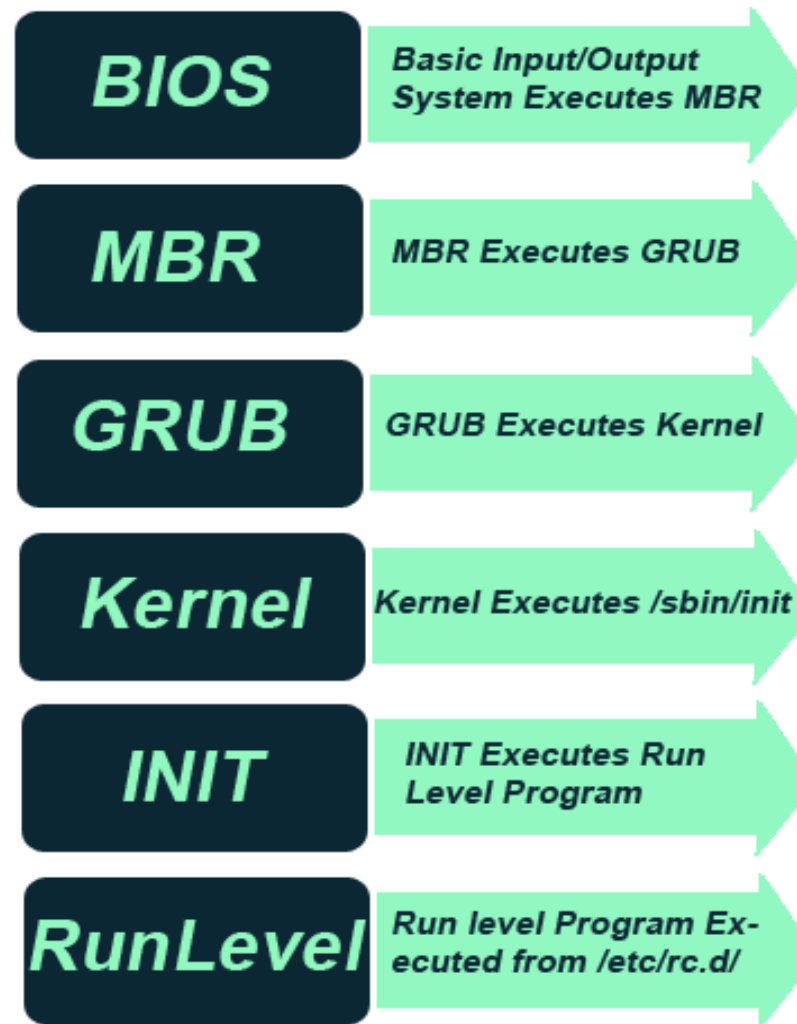 BIOS
Basic Input/Output
System Executes MBR
MBR
MBR Executes GRUB
GRUB
GRUB Executes Kernel
Kernel
Kernel Executes /sbin/init
INIT
INIT Executes Run
Level Program
RunLevel
Run level Program Ex-
ecuted from /etc/rc.d/